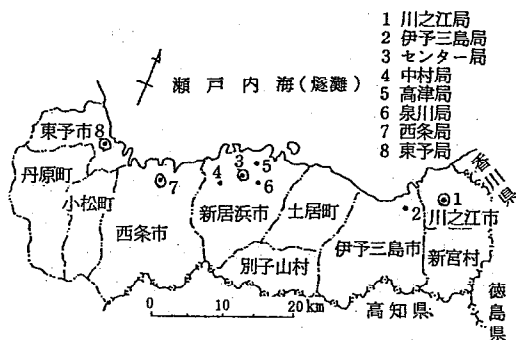 1 川之江局
2 伊予三島局
3 センター局
4 中村局
5 高津局
6 泉川局
7 西条局
8 東予局
瀬戸内海(燧灘)
東予市 8
丹原町
小松町
7
西条市
3
5
4
6
新居浜市
土居町
別子山村
2
伊予三島市
1
川之江市
新宮村
香川県
徳島県
高知県
0 10 20 km